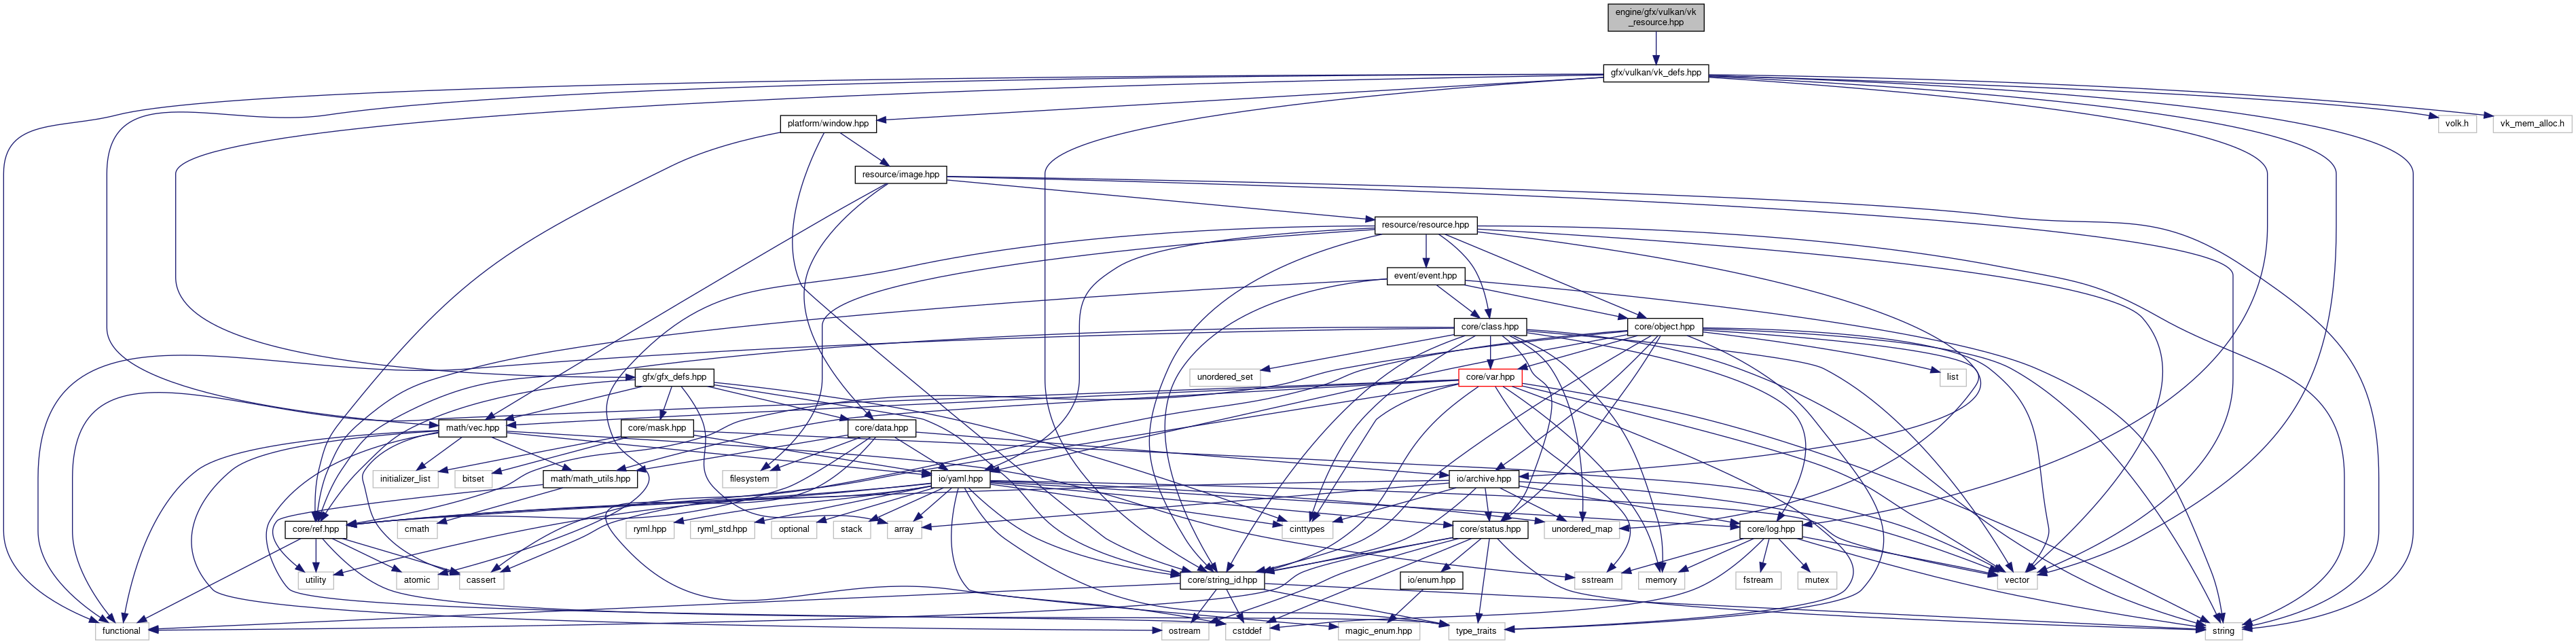 engine/gfx/vulkan/vk
_resource.hpp
gfx/vulkan/vk_defs.hpp
platform/window.hpp
volk.h
vk_mem_alloc.h
resource/image.hpp
resource/resource.hpp
event/event.hpp
core/class.hpp
core/object.hpp
unordered_set
gfx/gfx_defs.hpp
core/var.hpp
list
math/vec.hpp
core/mask.hpp
core/data.hpp
initializer_list
bitset
math/math_utils.hpp
filesystem
io/yaml.hpp
io/archive.hpp
core/ref.hpp
cmath
ryml.hpp
ryml_std.hpp
optional
stack
array
cinttypes
core/status.hpp
unordered_map
core/log.hpp
utility
atomic
cassert
core/string_id.hpp
io/enum.hpp
sstream
memory
fstream
mutex
vector
functional
ostream
cstddef
magic_enum.hpp
type_traits
string